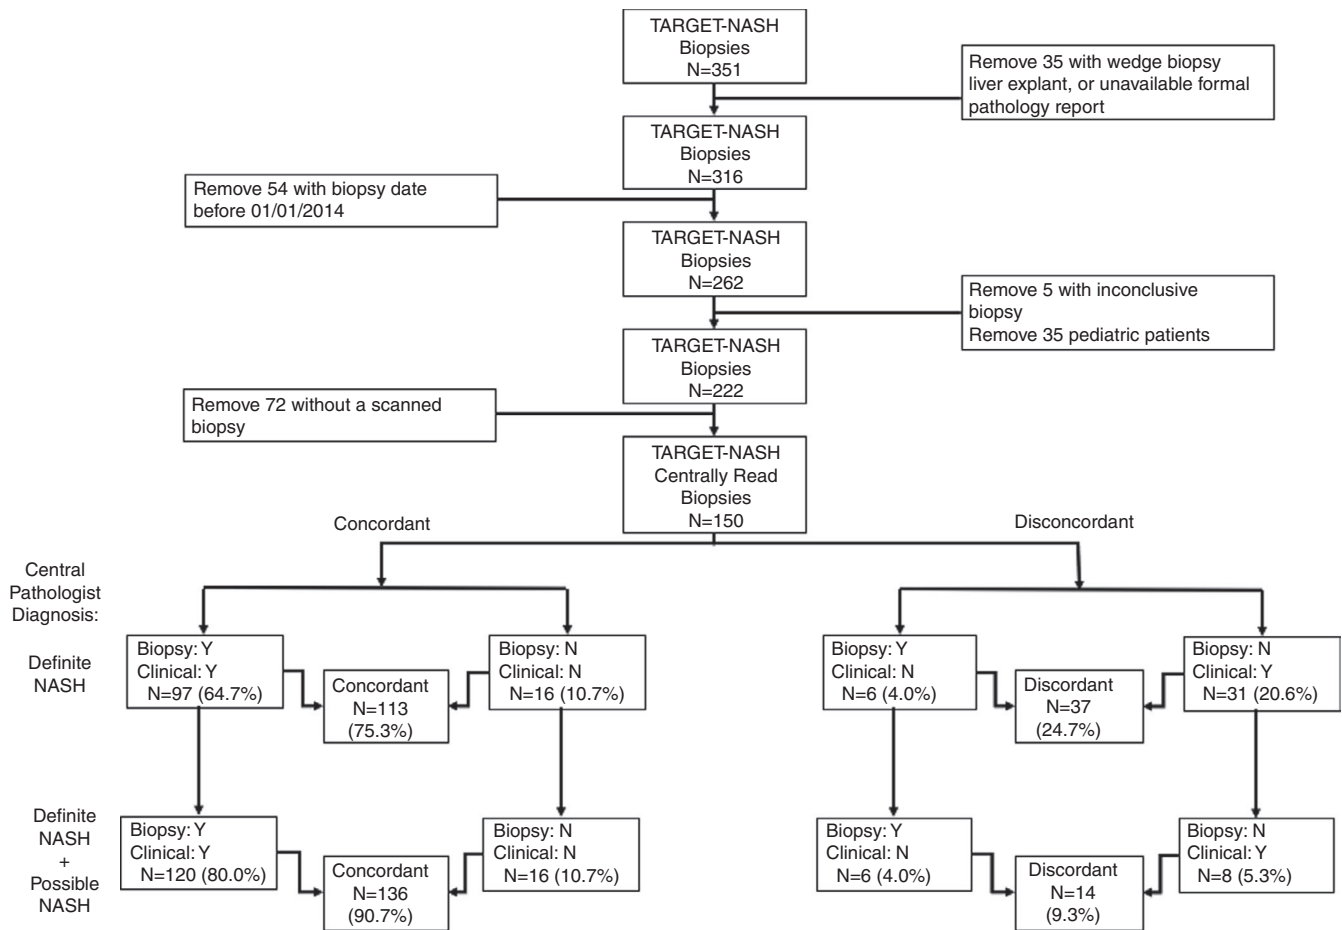 TARGET-NASH
Biopsies
N=351
Remove 35 with wedge biopsy
liver explant, or unavailable formal
pathology report
TARGET-NASH
Biopsies
N=316
Remove 54 with biopsy date
before 01/01/2014
TARGET-NASH
Biopsies
N=262
Remove 5 with inconclusive
biopsy
Remove 35 pediatric patients
TARGET-NASH
Biopsies
N=222
Remove 72 without a scanned
biopsy
TARGET-NASH
Centrally Read
Biopsies
N=150
Concordant
Disconcordant
Central
Pathologist
Diagnosis:
Definite
NASH
Biopsy: Y
Clinical: Y
N=97 (64.7%)
Concordant
N=113
(75.3%)
Biopsy: N
Clinical: N
N=16 (10.7%)
Biopsy: Y
Clinical: N
N=6 (4.0%)
Discordant
N=37
(24.7%)
Biopsy: N
Clinical: Y
N=31 (20.6%)
Definite
NASH
+
Possible
NASH
Biopsy: Y
Clinical: Y
N=120 (80.0%)
Concordant
N=136
(90.7%)
Biopsy: N
Clinical: N
N=16 (10.7%)
Biopsy: Y
Clinical: N
N=6 (4.0%)
Discordant
N=14
(9.3%)
Biopsy: N
Clinical: Y
N=8 (5.3%)